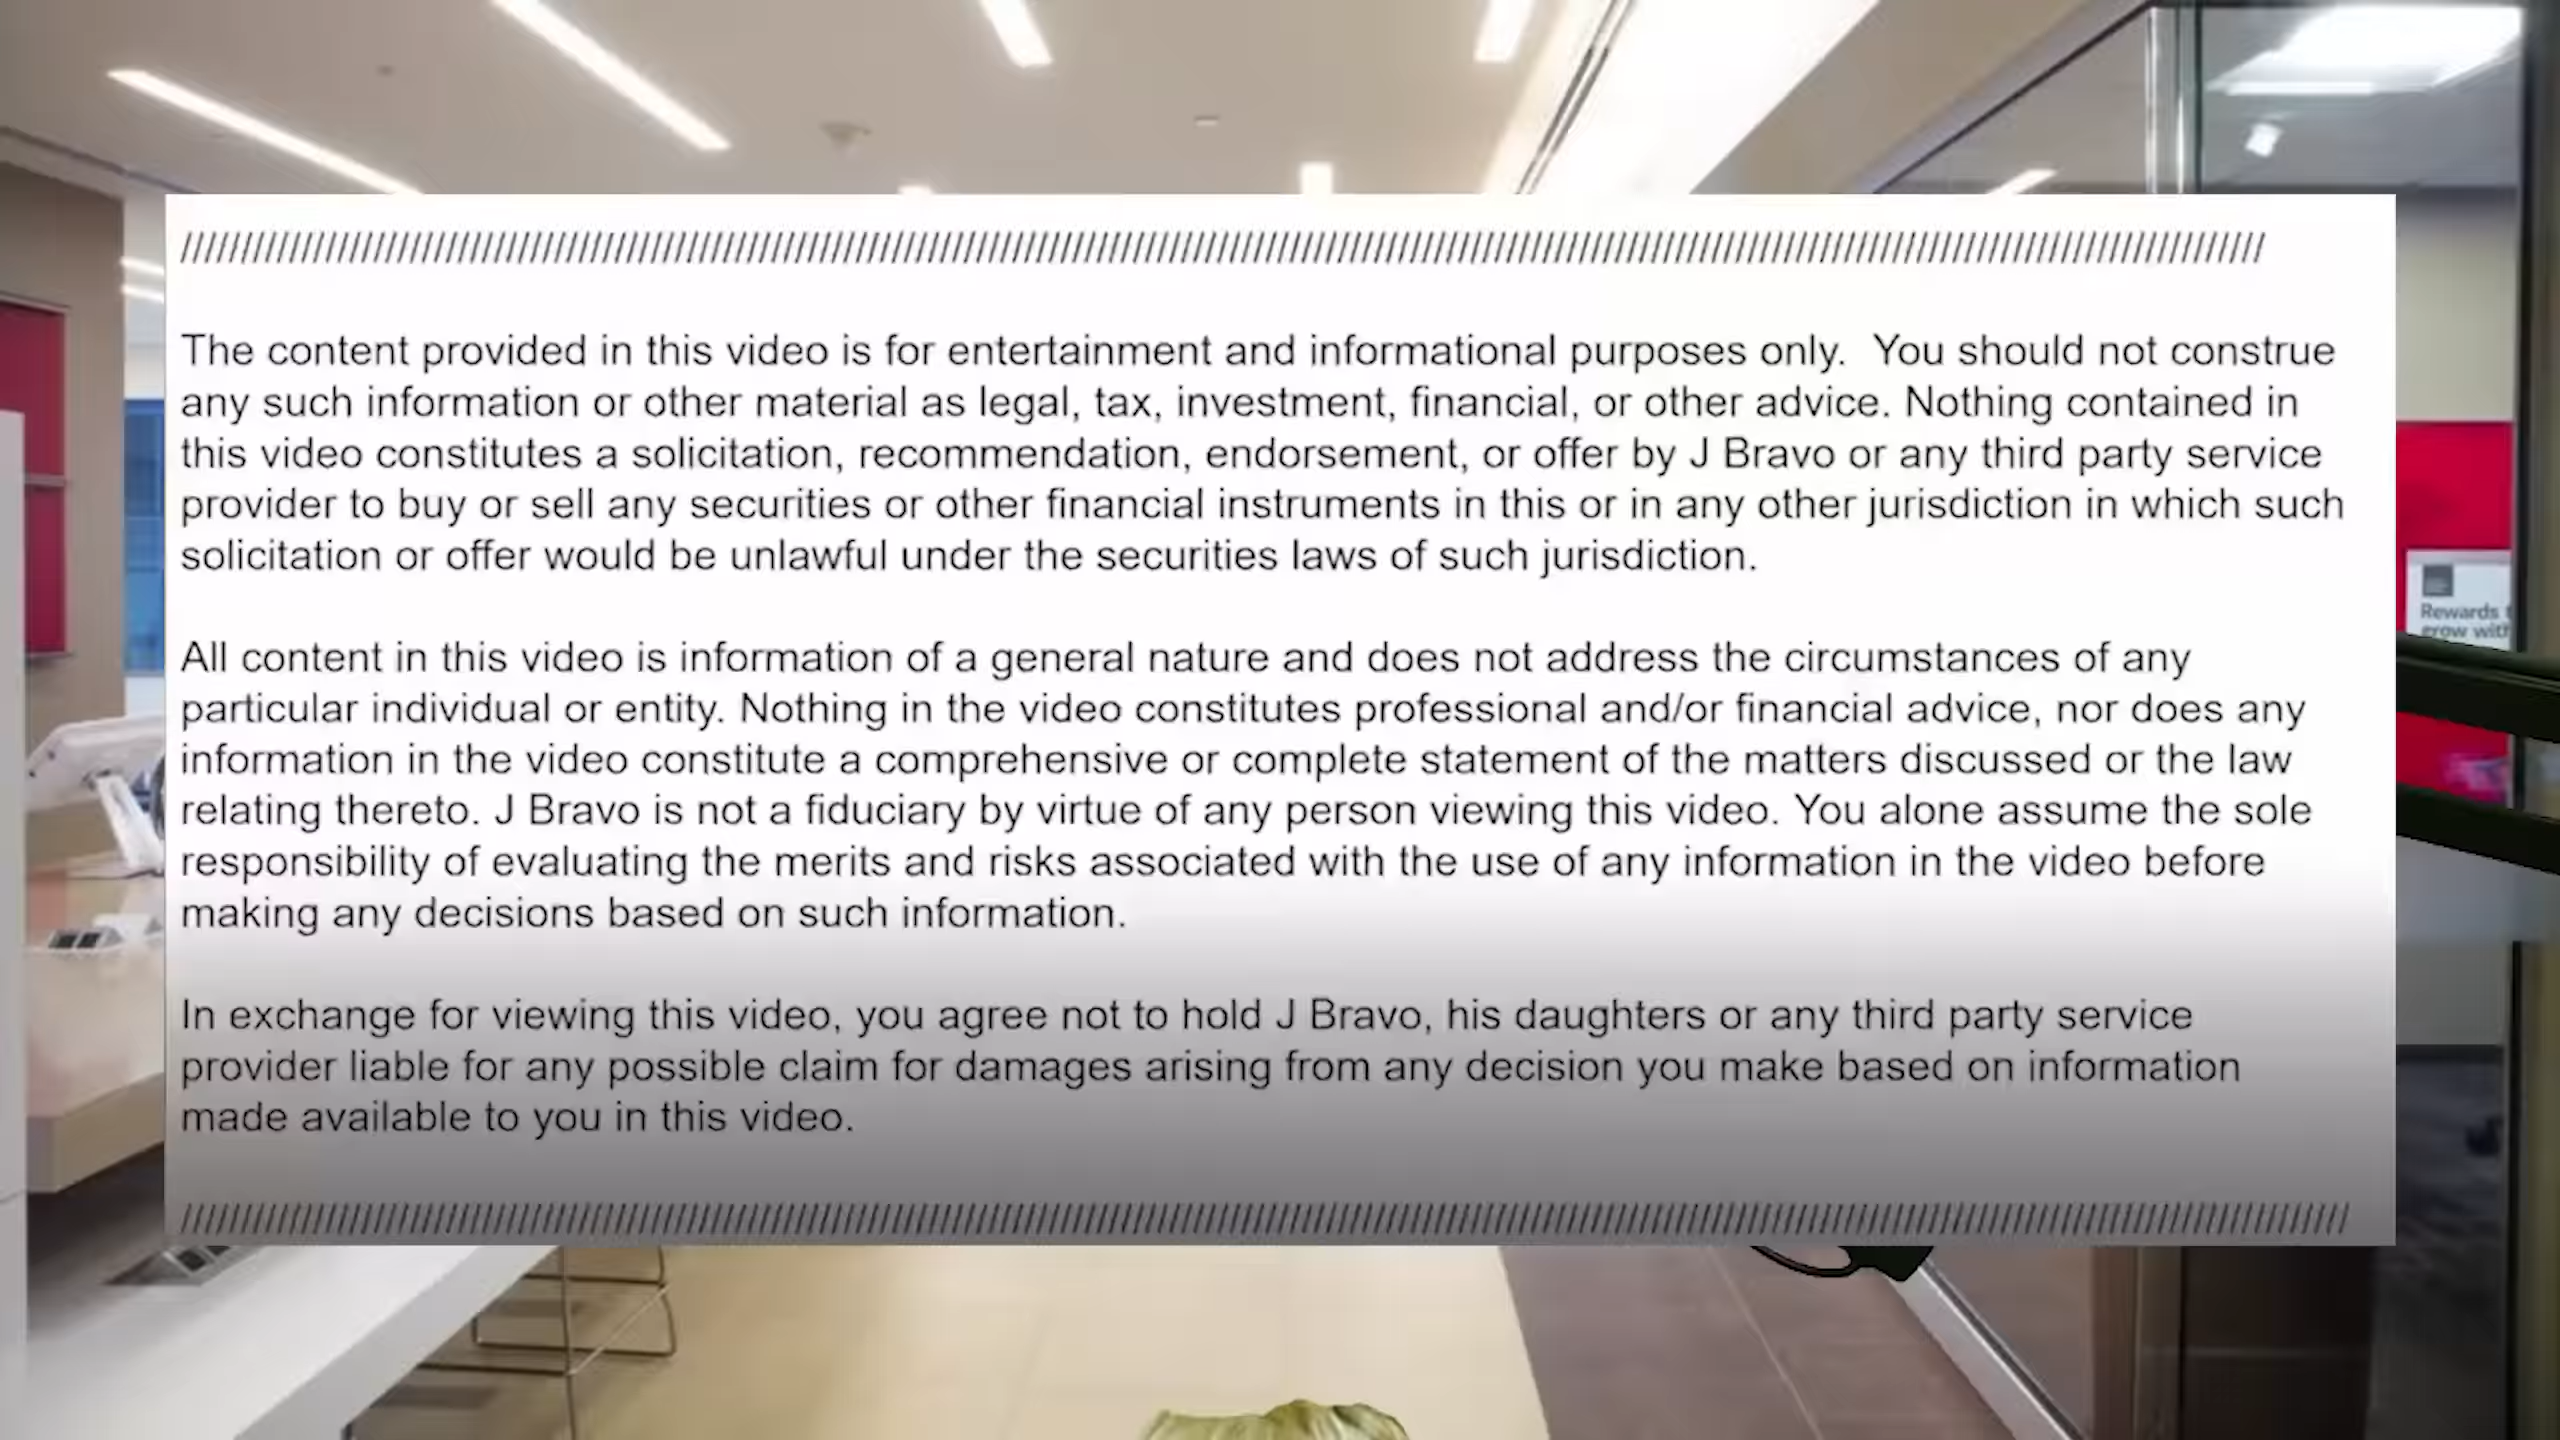 ////////////////////////////////////////////////////////////////////////////////////////////////////////////////////////////////////////////////////////////////////////////////
The content provided in this video is for entertainment and informational purposes only.  You should not construe
any such information or other material as legal, tax, investment, financial, or other advice. Nothing contained in
this video constitutes a solicitation, recommendation, endorsement, or offer by J Bravo or any third party service
provider to buy or sell any securities or other financial instruments in this or in any other jurisdiction in which such
solicitation or offer would be unlawful under the securities laws of such jurisdiction.
All content in this video is information of a general nature and does not address the circumstances of any
particular individual or entity. Nothing in the video constitutes professional and/or financial advice, nor does any
information in the video constitute a comprehensive or complete statement of the matters discussed or the law
relating thereto. J Bravo is not a fiduciary by virtue of any person viewing this video. You alone assume the sole
responsibility of evaluating the merits and risks associated with the use of any information in the video before
making any decisions based on such information.
In exchange for viewing this video, you agree not to hold J Bravo, his daughters or any third party service
provider liable for any possible claim for damages arising from any decision you make based on information
made available to you in this video.
////////////////////////////////////////////////////////////////////////////////////////////////////////////////////////////////////////////////////////////////////////////////////////
Rewards
grow with